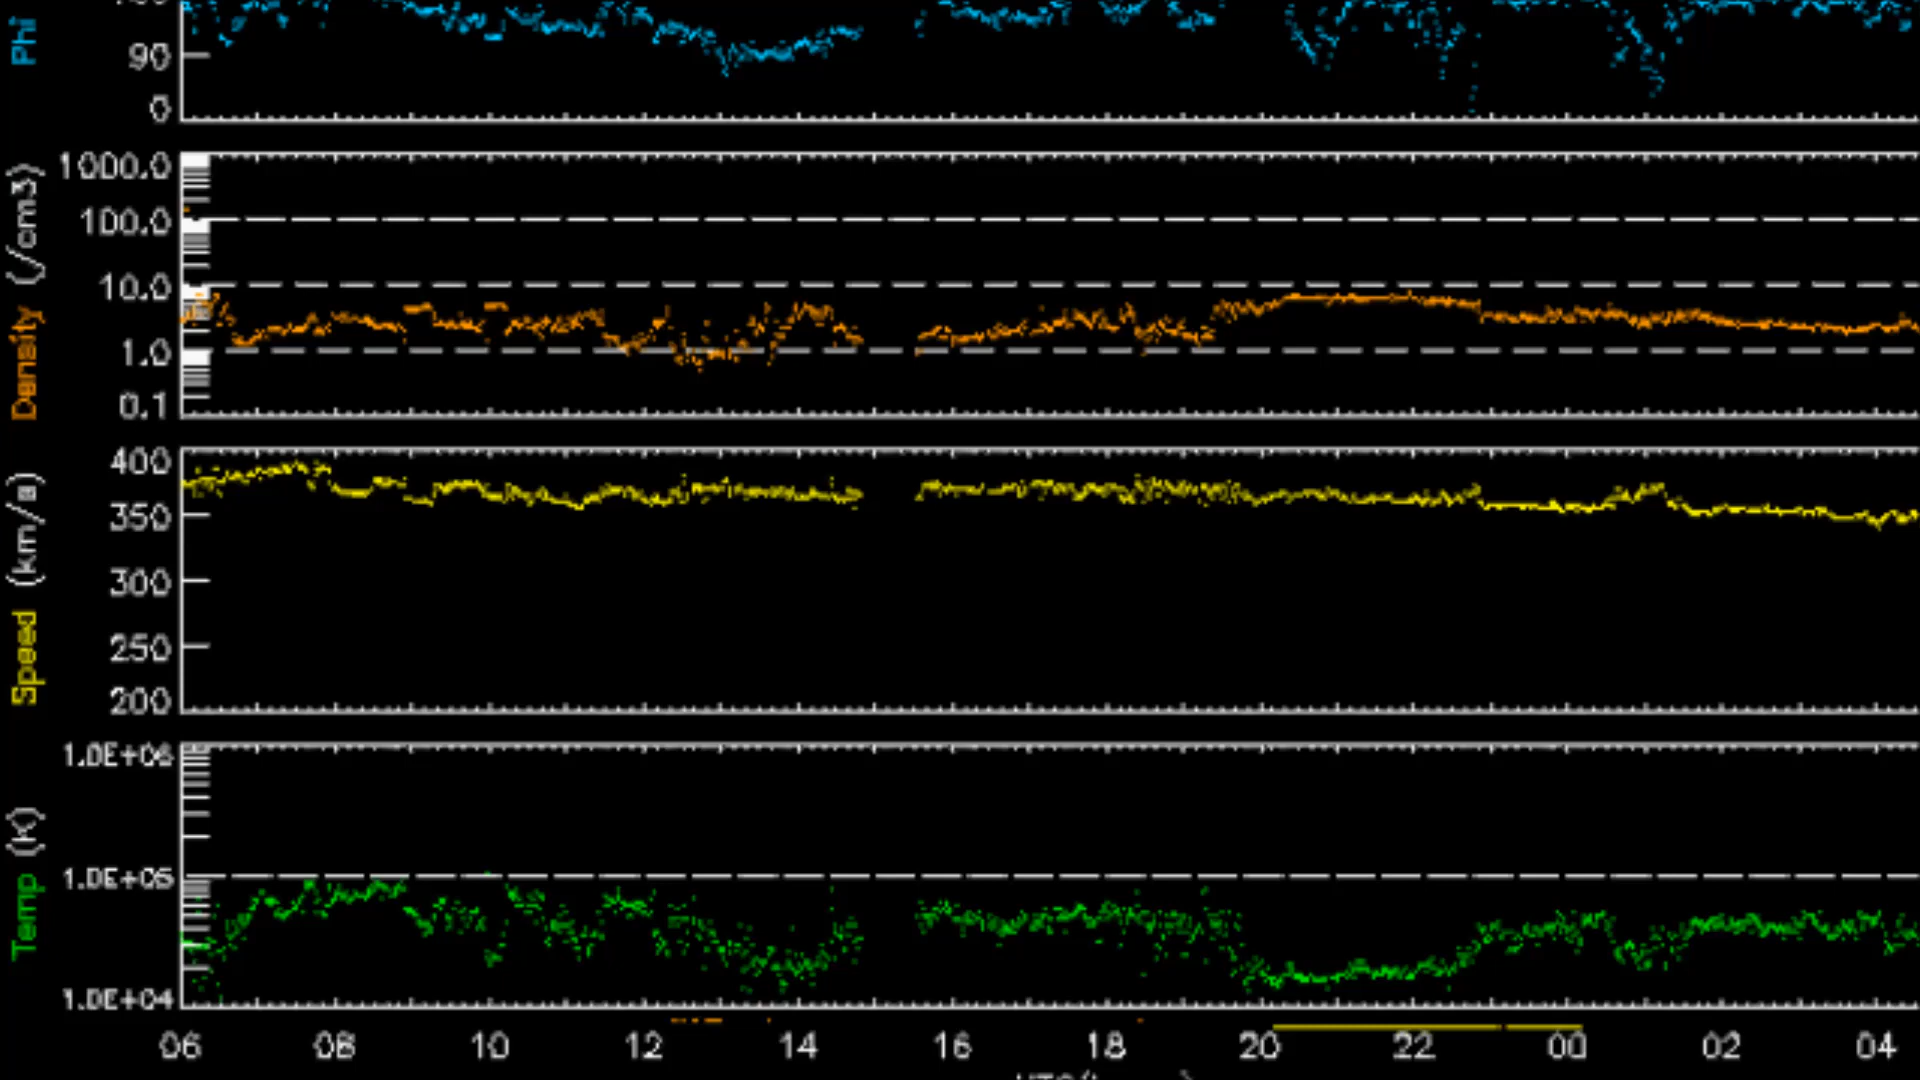 Phi
90
0
Density (/cm3)
1000.0
100.0
10.0
1.0
0.1
Speed (km/s)
400
350
300
250
200
Temp (K)
1.0E+06
1.0E+05
1.0E+04
06 08 10 12 14 16 18 20 22 00 02 04